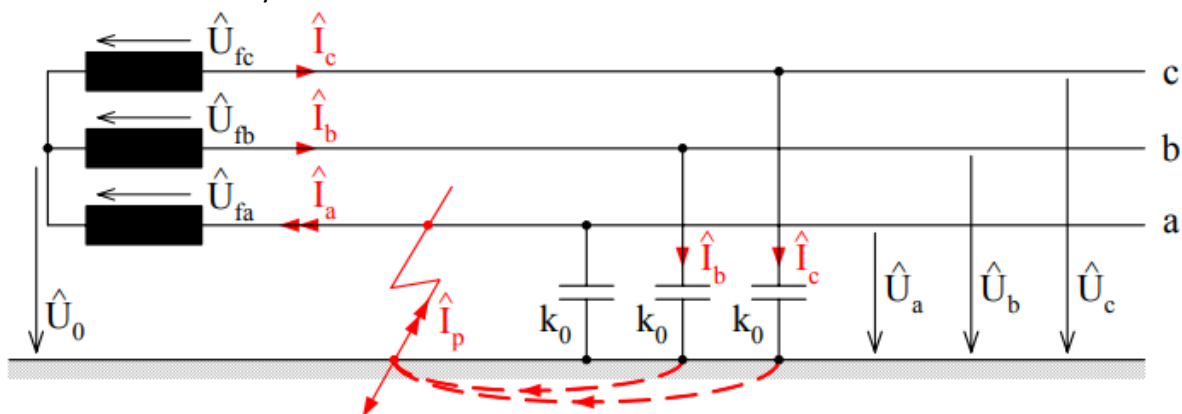 Û_fc Î_c c
Û_fb Î_b b
Û_fa Î_a a
Û_0 Î_p k_0 k_0 Î_b k_0 Î_c Û_a Û_b Û_c